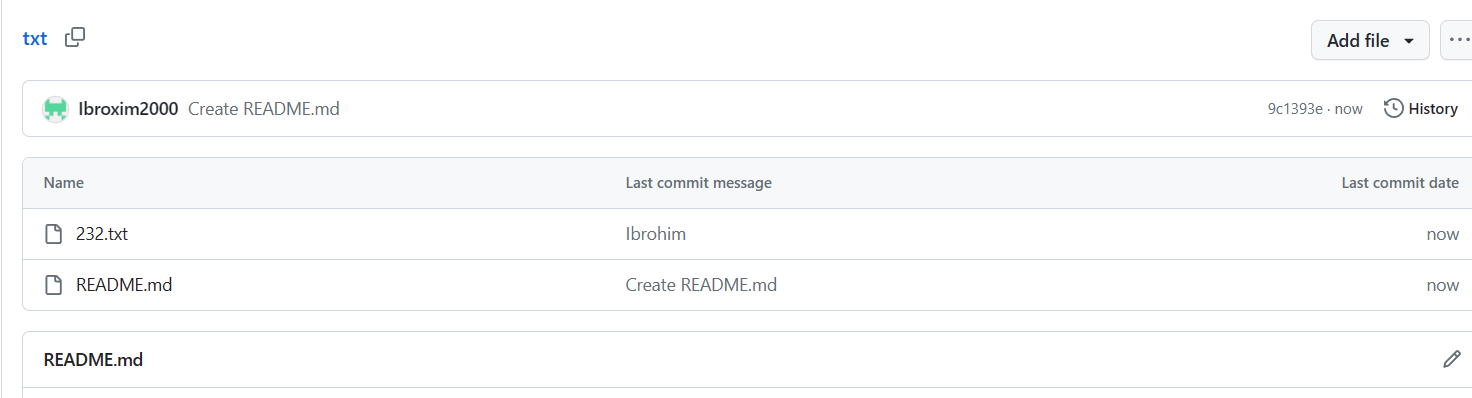 txt
Add file
Ibroxim2000 Create README.md 9c1393e · now History
Name Last commit message Last commit date
232.txt Ibrohim now
README.md Create README.md now
README.md